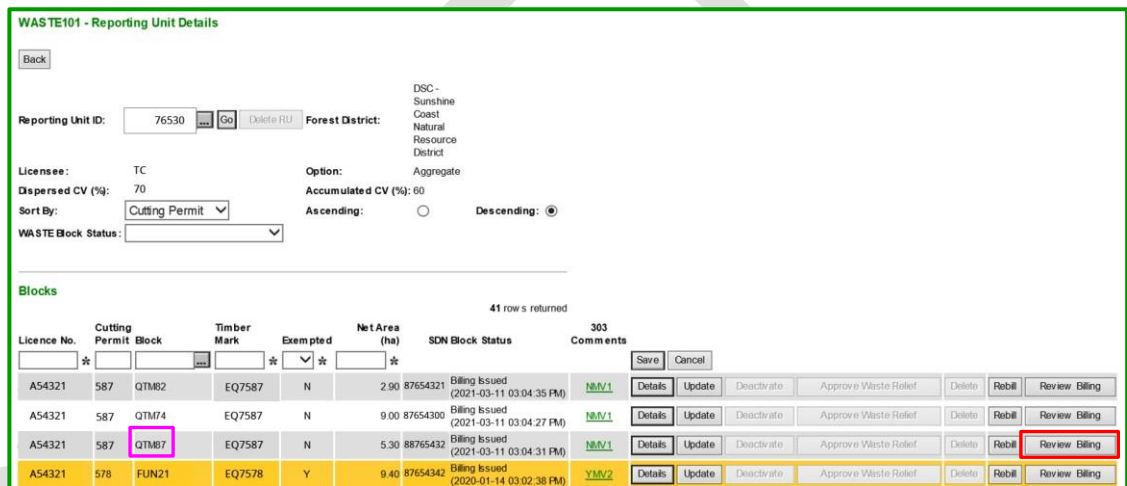 WASTE101 - Reporting Unit Details
Back
Reporting Unit ID: 76530 ... Go Delete RU Forest District: DSC -
Sunshine
Coast
Natural
Resource
District
Licensee: TC Option: Aggregate
Dispersed CV (%): 70 Accumulated CV (%): 60
Sort By: Cutting Permit Ascending: Descending:
WASTE Block Status:
Blocks
41 rows returned
Licence No. Cutting Permit Block Timber Mark Exempted Net Area (ha) SDN Block Status 303 Comments
* ... * * * Save Cancel
A54321 587 QTM82 EQ7587 N 2.90 87654321 Billing Issued (2021-03-11 03:04:35 PM) NMV1 Details Update Deactivate Approve Waste Relief Delete Rebill Review Billing
A54321 587 QTM74 EQ7587 N 9.00 87654300 Billing Issued (2021-03-11 03:04:27 PM) NMV1 Details Update Deactivate Approve Waste Relief Delete Rebill Review Billing
A54321 587 QTM87 EQ7587 N 5.30 88765432 Billing Issued (2021-03-11 03:04:31 PM) NMV1 Details Update Deactivate Approve Waste Relief Delete Rebill Review Billing
A54321 578 FUN21 EQ7578 Y 9.40 87654342 Billing Issued (2020-01-14 03:02:38 PM) YMV2 Details Update Deactivate Approve Waste Relief Delete Rebill Review Billing